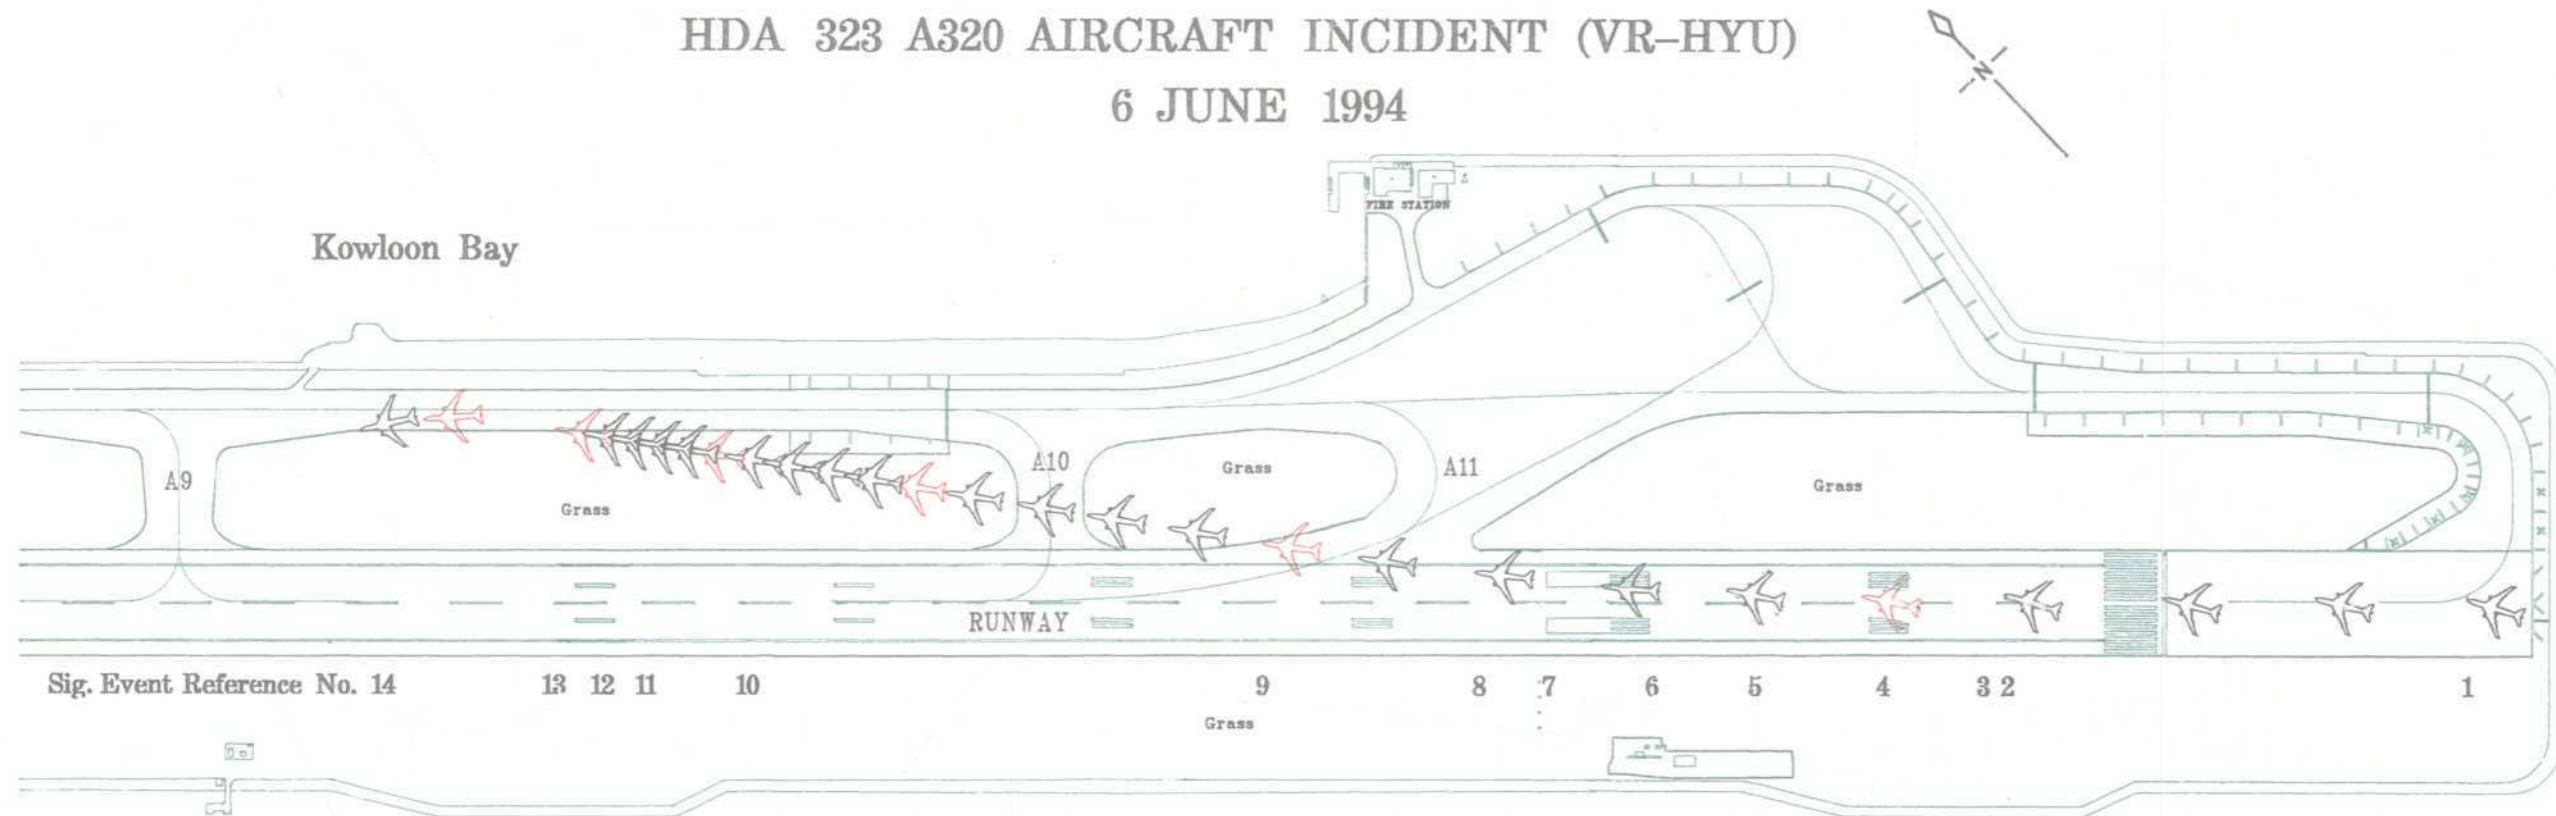 HDA 323 A320 AIRCRAFT INCIDENT (VR-HYU)
6 JUNE 1994
N
FIRE STATION
Kowloon Bay
A9
Grass
A10
Grass
A11
Grass
RUNWAY
Sig. Event Reference No. 14 13 12 11 10 9 8 7 6 5 4 3 2 1
Grass